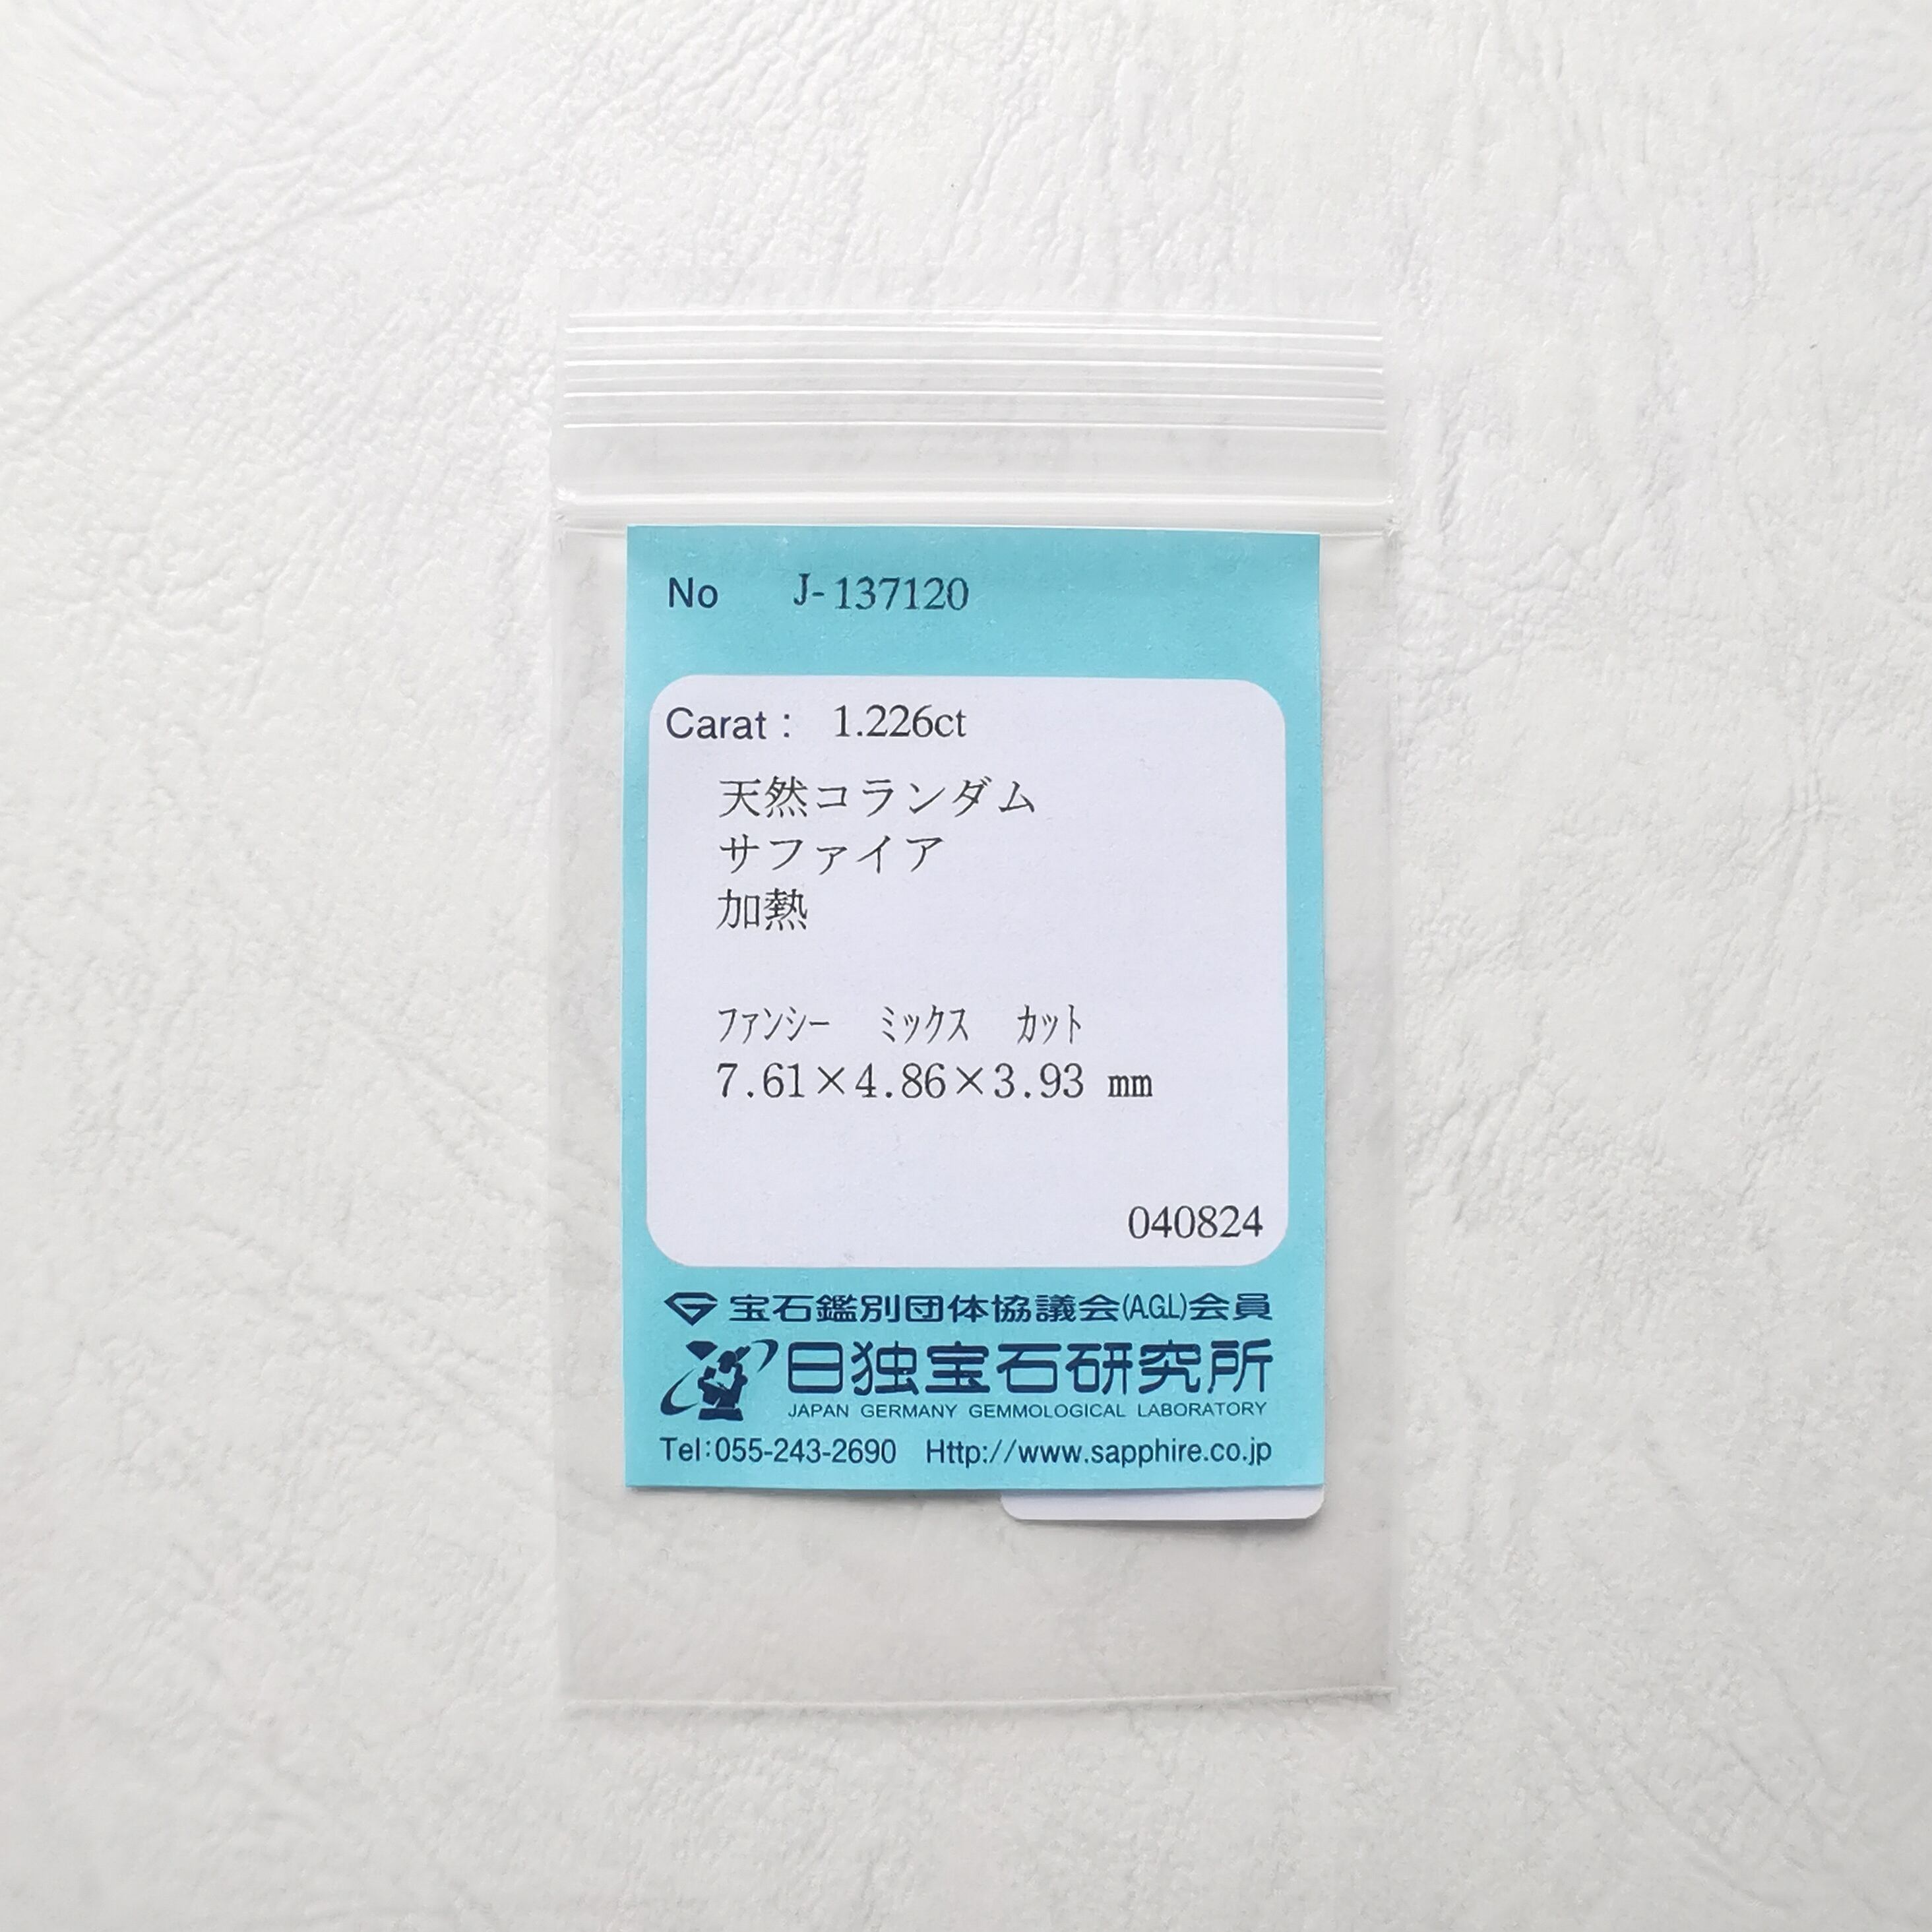 No J-137120
Carat : 1.226ct
天然コランダム
サファイア
加熱
ファンシー ミックス カット
7.61×4.86×3.93 mm
040824
宝石鑑別団体協議会(AGL)会員
日独宝石研究所
JAPAN GERMANY GEMMOLOGICAL LABORATORY
Tel:055-243-2690 Http://www.sapphire.co.jp